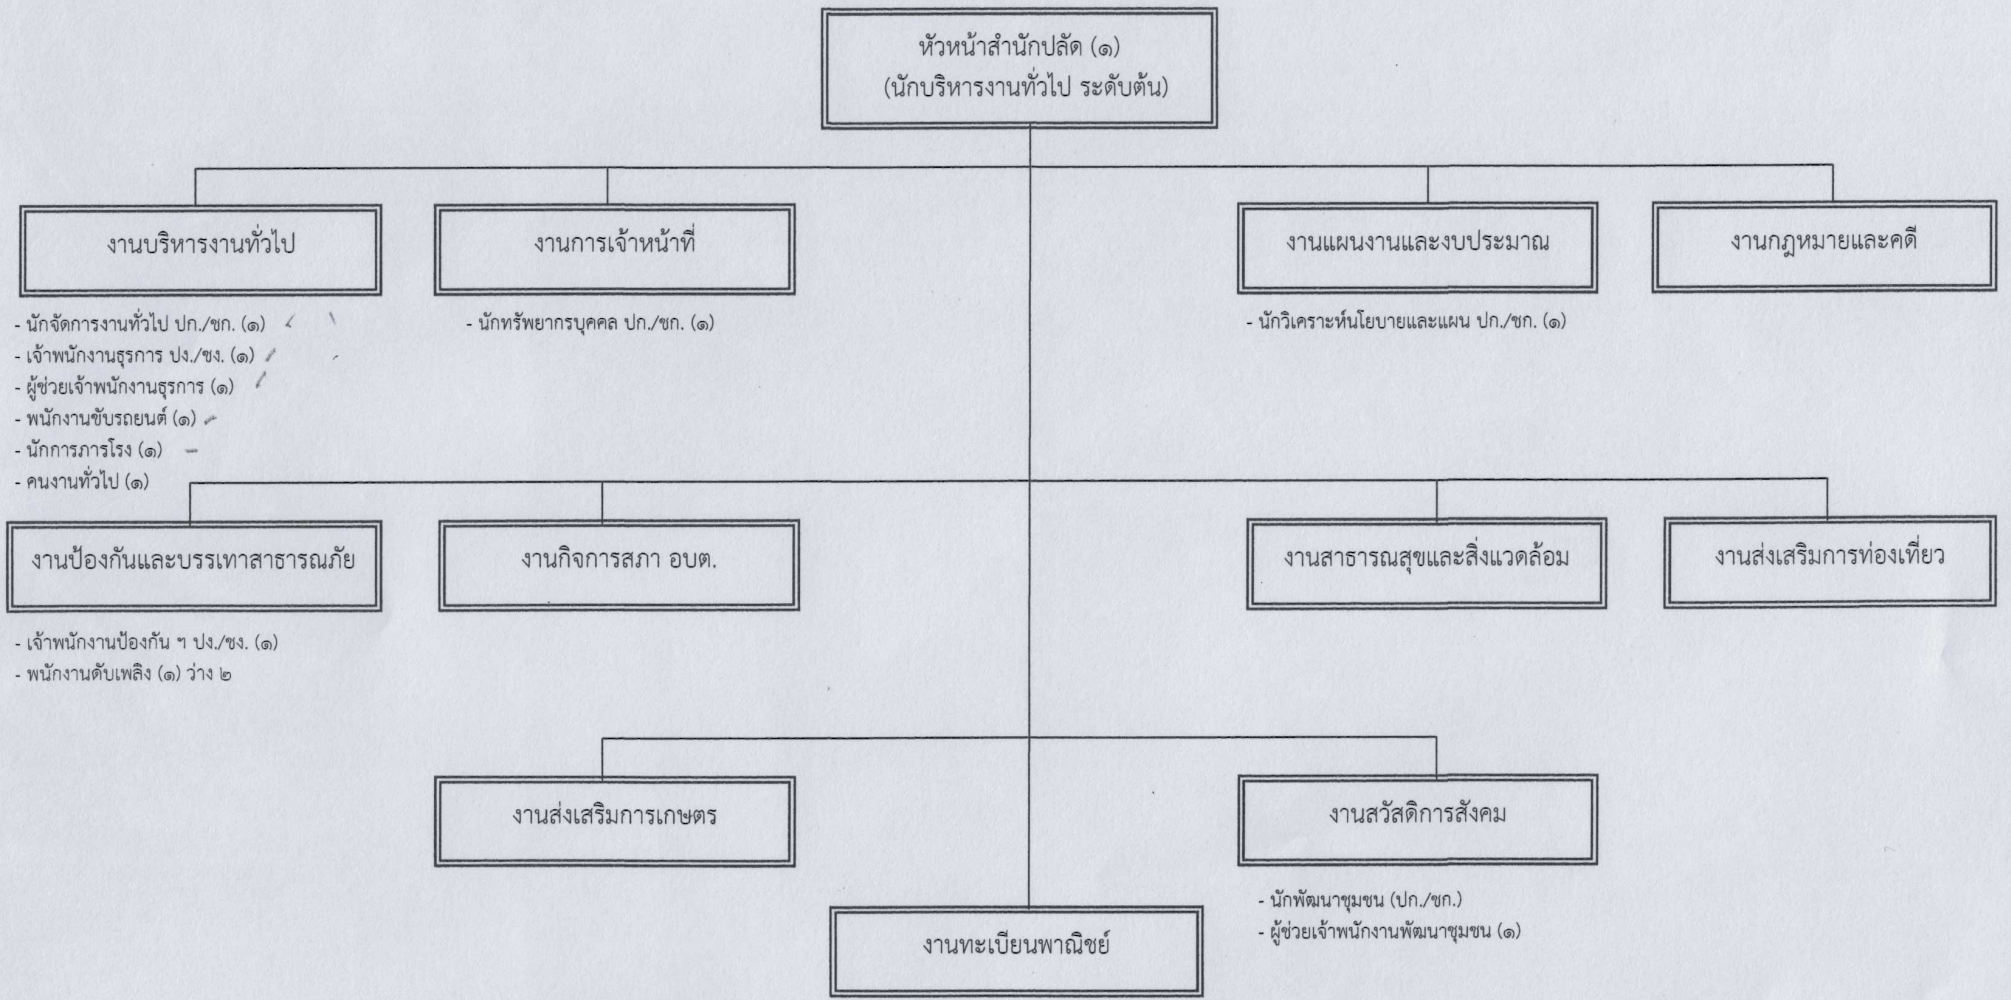 หัวหน้าสำนักปลัด (๑)
(นักบริหารงานทั่วไป ระดับต้น)
งานบริหารงานทั่วไป
- นักจัดการงานทั่วไป ปก./ชก. (๑)
- เจ้าพนักงานธุรการ ปง./ชง. (๑)
- ผู้ช่วยเจ้าพนักงานธุรการ (๑)
- พนักงานขับรถยนต์ (๑)
- นักการภารโรง (๑)
- คนงานทั่วไป (๑)
งานการเจ้าหน้าที่
- นักทรัพยากรบุคคล ปก./ชก. (๑)
งานแผนงานและงบประมาณ
- นักวิเคราะห์นโยบายและแผน ปก./ชก. (๑)
งานกฎหมายและคดี
งานป้องกันและบรรเทาสาธารณภัย
- เจ้าพนักงานป้องกัน ฯ ปง./ชง. (๑)
- พนักงานดับเพลิง (๑) ว่าง ๒
งานกิจการสภา อบต.
งานสาธารณสุขและสิ่งแวดล้อม
งานส่งเสริมการท่องเที่ยว
งานส่งเสริมการเกษตร
งานสวัสดิการสังคม
- นักพัฒนาชุมชน (ปก./ชก.)
- ผู้ช่วยเจ้าพนักงานพัฒนาชุมชน (๑)
งานทะเบียนพาณิชย์